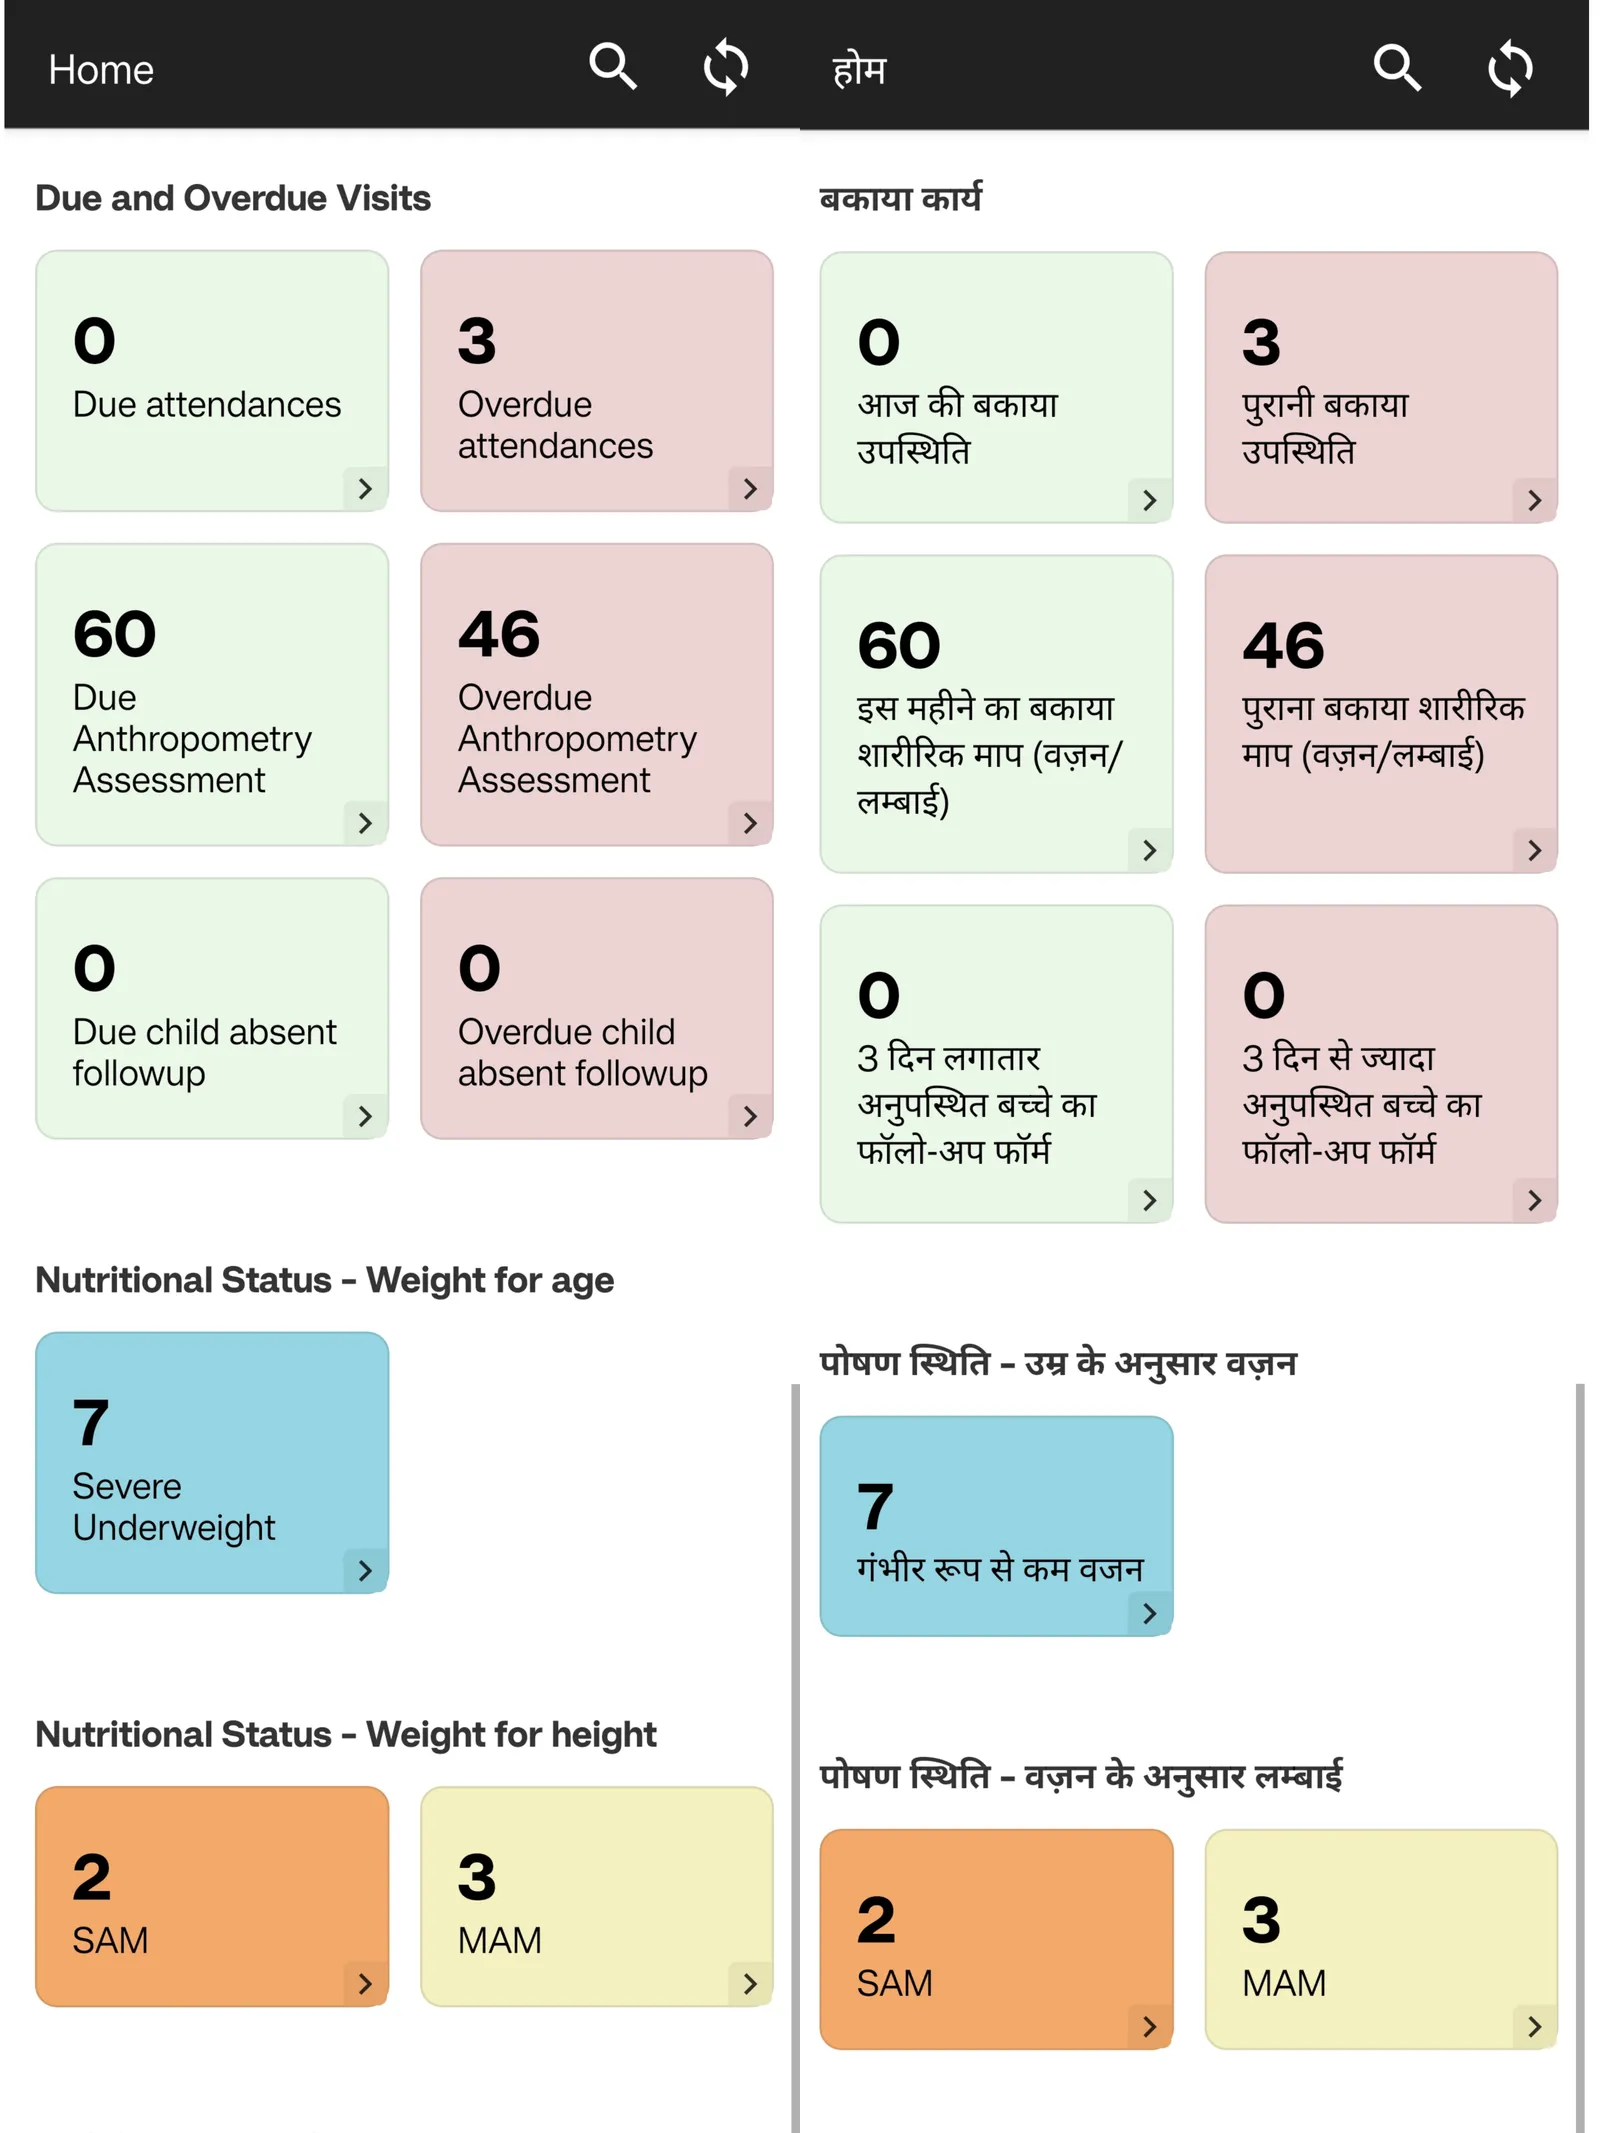 Home
Due and Overdue Visits
0
Due attendances
3
Overdue
attendances
60
Due
Anthropometry
Assessment
46
Overdue
Anthropometry
Assessment
0
Due child absent
followup
0
Overdue child
absent followup
Nutritional Status - Weight for age
7
Severe
Underweight
Nutritional Status - Weight for height
2
SAM
3
MAM
होम
बकाया कार्य
0
आज की बकाया
उपस्थिति
3
पुरानी बकाया
उपस्थिति
60
इस महीने का बकाया
शारीरिक माप (वज़न/
लम्बाई)
46
पुराना बकाया शारीरिक
माप (वज़न/लम्बाई)
0
3 दिन लगातार
अनुपस्थित बच्चे का
फॉलो-अप फॉर्म
0
3 दिन से ज्यादा
अनुपस्थित बच्चे का
फॉलो-अप फॉर्म
पोषण स्थिति - उम्र के अनुसार वज़न
7
गंभीर रूप से कम वजन
पोषण स्थिति - वज़न के अनुसार लम्बाई
2
SAM
3
MAM